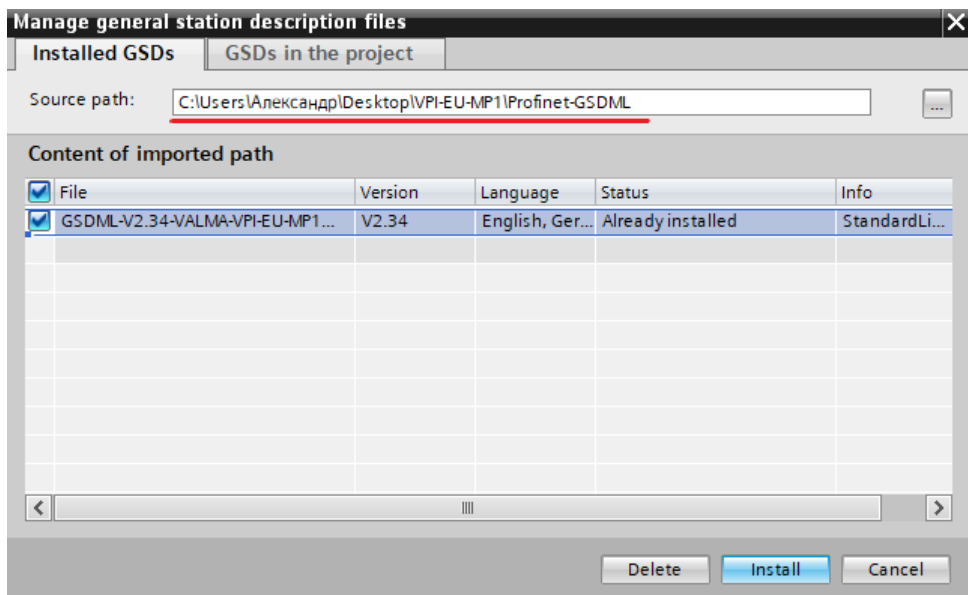 Manage general station description files
Installed GSDs GSDs in the project
Source path: C:\Users\Александр\Desktop\VPI-EU-MP1\Profinet-GSDML ...
Content of imported path
File Version Language Status Info
GSDML-V2.34-VALMA-VPI-EU-MP1... V2.34 English, Ger... Already installed StandardLi...
Delete Install Cancel